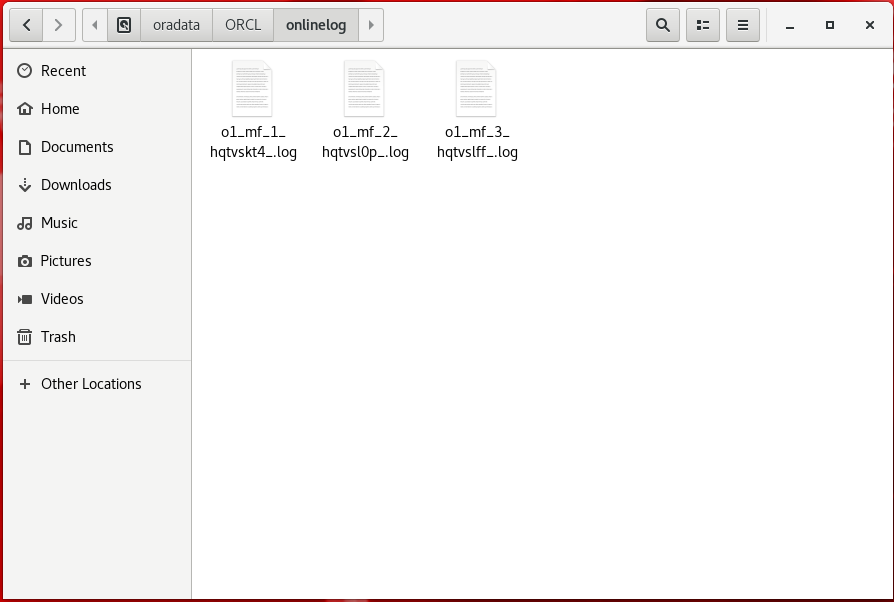 oradata ORCL onlinelog
Recent
Home
Documents
Downloads
Music
Pictures
Videos
Trash
Other Locations
o1_mf_1_
hqtvskt4_.log
o1_mf_2_
hqtvsl0p_.log
o1_mf_3_
hqtvslff_.log